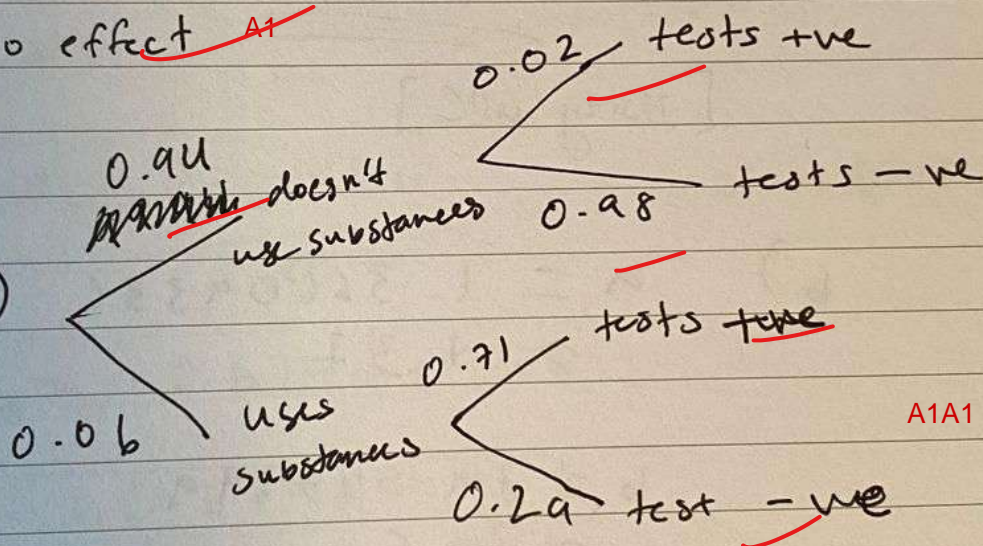 o effect A1
0.02 tests +ve
0.94
doesn't
use substances
0.98 tests -ve
0.71 tests +ve
0.06
uses
substances
A1A1
0.29 test -ve